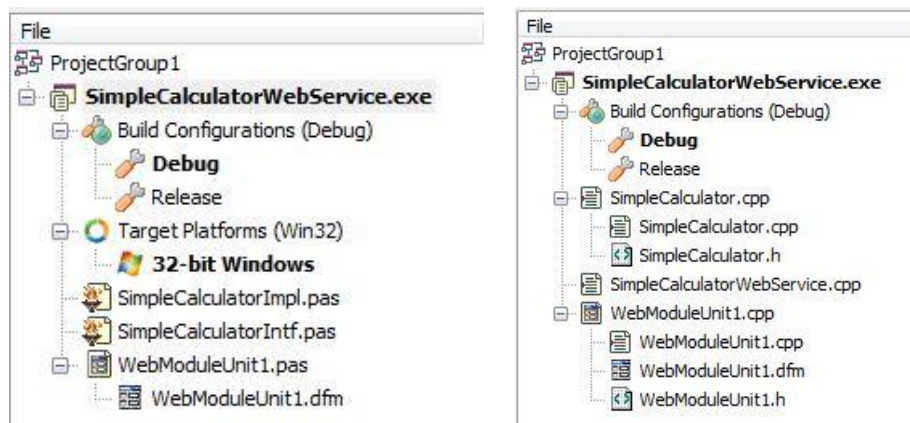 File
ProjectGroup1
SimpleCalculatorWebService.exe
Build Configurations (Debug)
Debug
Release
Target Platforms (Win32)
32-bit Windows
SimpleCalculatorImpl.pas
SimpleCalculatorIntf.pas
WebModuleUnit1.pas
WebModuleUnit1.dfm
File
ProjectGroup1
SimpleCalculatorWebService.exe
Build Configurations (Debug)
Debug
Release
SimpleCalculator.cpp
SimpleCalculator.cpp
SimpleCalculator.h
SimpleCalculatorWebService.cpp
WebModuleUnit1.cpp
WebModuleUnit1.cpp
WebModuleUnit1.dfm
WebModuleUnit1.h